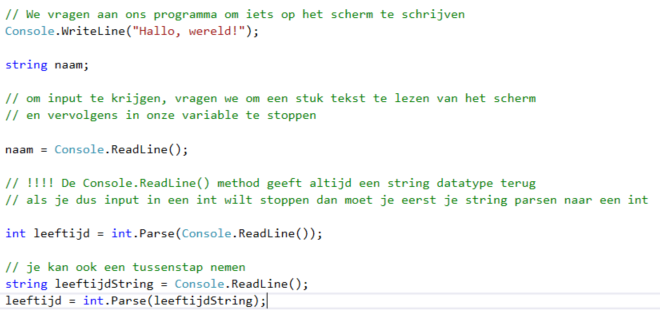 // We vragen aan ons programma om iets op het scherm te schrijven
Console.WriteLine("Hallo, wereld!");
string naam;
// om input te krijgen, vragen we om een stuk tekst te lezen van het scherm
// en vervolgens in onze variable te stoppen
naam = Console.ReadLine();
// !!!! De Console.ReadLine() method geeft altijd een string datatype terug
// als je dus input in een int wilt stoppen dan moet je eerst je string parsen naar een int
int leeftijd = int.Parse(Console.ReadLine());
// je kan ook een tussenstap nemen
string leeftijdString = Console.ReadLine();
leeftijd = int.Parse(leeftijdString);